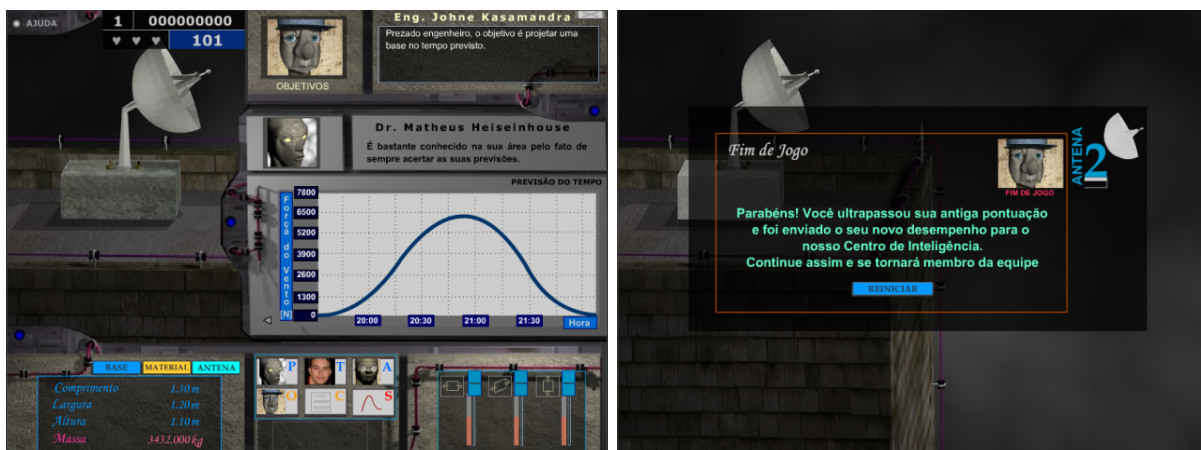 AJUDA
1 000000000
101
Eng. Johne Kasamandra
Prezado engenheiro, o objetivo é projetar uma
base no tempo previsto.
OBJETIVOS
Dr. Matheus Heiseinhouse
É bastante conhecido na sua área pelo fato de
sempre acertar as suas previsões.
PREVISÃO DO TEMPO
Força do Vento [N]
7800
6500
5200
3900
2600
1300
0
20:00 20:30 21:00 21:30 Hora
BASE MATERIAL ANTENA
Comprimento 1.30 m
Largura 1.20 m
Altura 1.10 m
Massa 3432.000 kg
P T A
O C S
Fim de Jogo
ANTENA 2
FIM DE JOGO
Parabéns! Você ultrapassou sua antiga pontuação
e foi enviado o seu novo desempenho para o
nosso Centro de Inteligência.
Continue assim e se tornará membro da equipe
REINICIAR